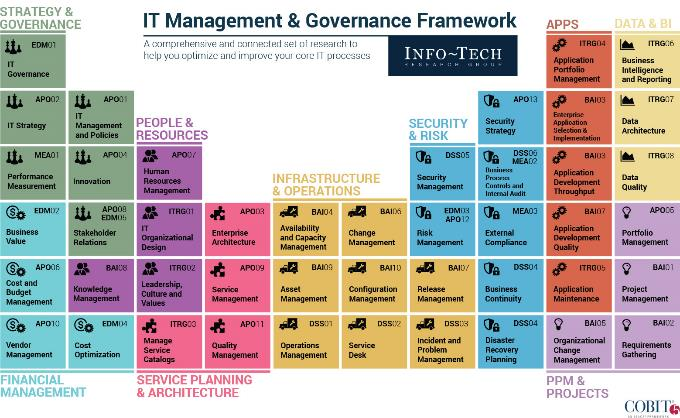 STRATEGY &
GOVERNANCE
IT Management & Governance Framework
A comprehensive and connected set of research to
help you optimize and improve your core IT processes
INFO~TECH
RESEARCH GROUP
APPS
DATA & BI
EDM01
IT
Governance
ITRG04
Application
Portfolio
Management
ITRG06
Business
Intelligence
and Reporting
APO02
IT Strategy
APO01
IT
Management
and Policies
PEOPLE &
RESOURCES
SECURITY
& RISK
APO13
Security
Strategy
BAI03
Enterprise
Application
Selection &
Implementation
ITRG07
Data
Architecture
MEA01
Performance
Measurement
APO04
Innovation
APO07
Human
Resources
Management
INFRASTRUCTURE
& OPERATIONS
DSS05
Security
Management
DSS06
MEA02
Business
Process
Controls and
Internal Audit
BAI03
Application
Development
Throughput
ITRG08
Data
Quality
EDM02
Business
Value
APO08
EDM05
Stakeholder
Relations
ITRG01
IT
Organizational
Design
APO03
Enterprise
Architecture
BAI04
Availability
and Capacity
Management
BAI06
Change
Management
EDM03
APO12
Risk
Management
MEA03
External
Compliance
BAI07
Application
Development
Quality
APO05
Portfolio
Management
APO06
Cost and
Budget
Management
BAI08
Knowledge
Management
ITRG02
Leadership,
Culture and
Values
APO09
Service
Management
BAI09
Asset
Management
BAI10
Configuration
Management
BAI07
Release
Management
DSS04
Business
Continuity
ITRG05
Application
Maintenance
BAI01
Project
Management
APO10
Vendor
Management
EDM04
Cost
Optimization
ITRG03
Manage
Service
Catalogs
APO11
Quality
Management
DSS01
Operations
Management
DSS02
Service
Desk
DSS03
Incident and
Problem
Management
DSS04
Disaster
Recovery
Planning
BAI05
Organizational
Change
Management
BAI02
Requirements
Gathering
FINANCIAL
MANAGEMENT
SERVICE PLANNING
& ARCHITECTURE
PPM &
PROJECTS
COBIT 5